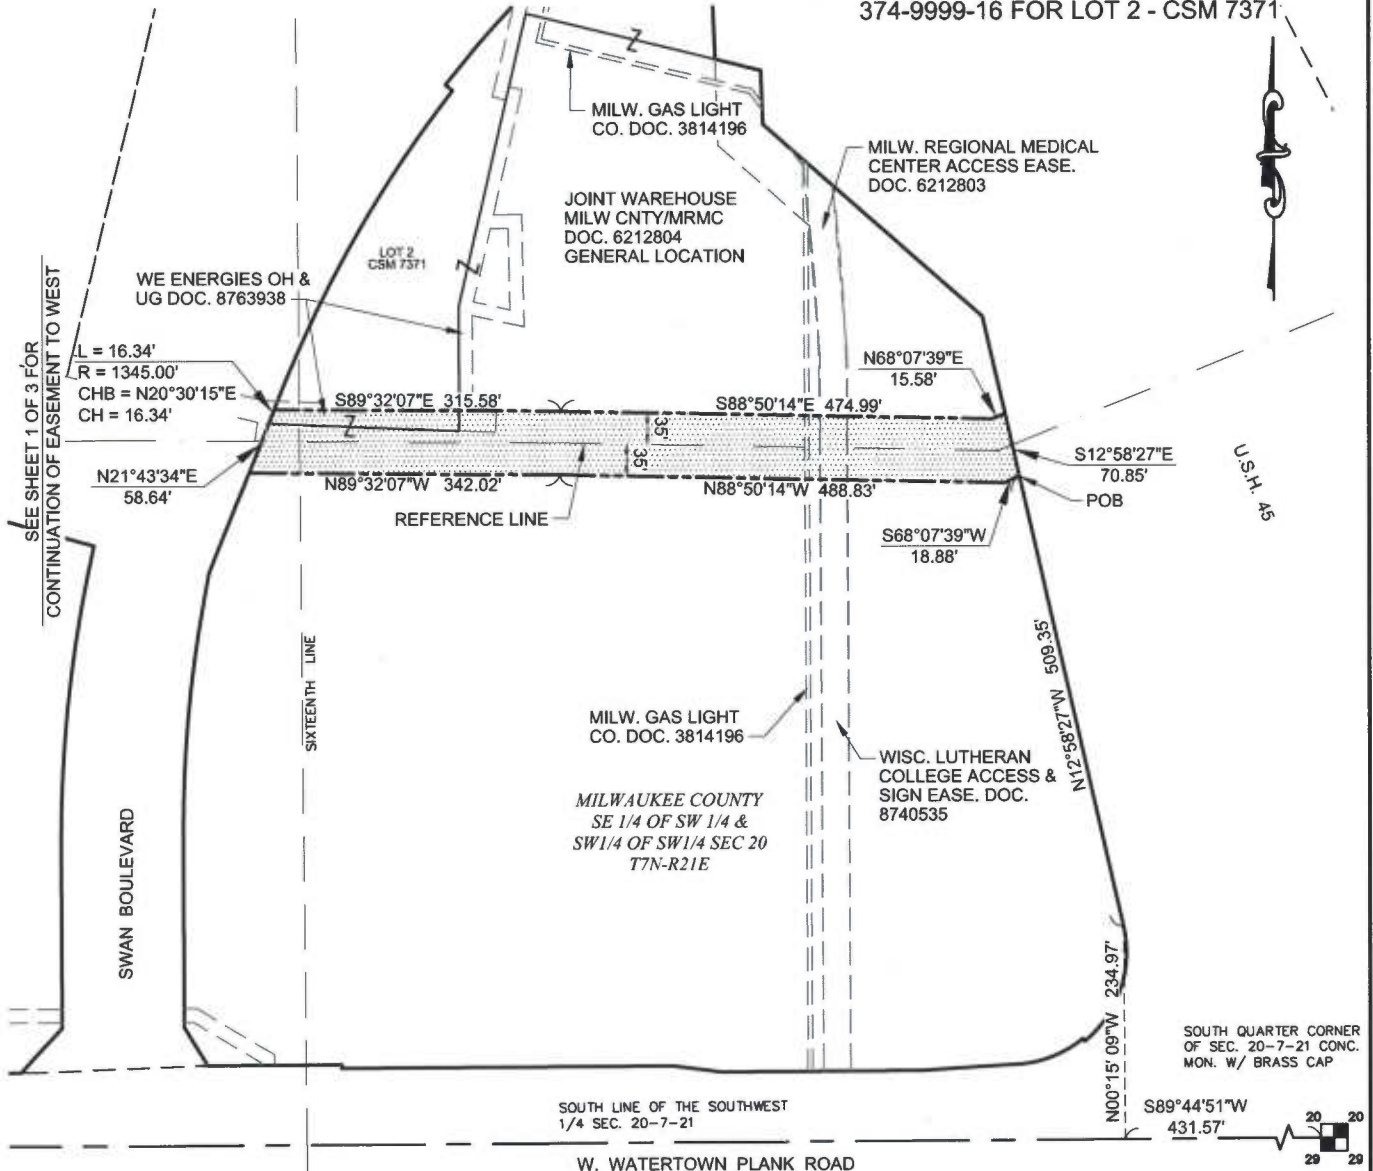 374-9999-16 FOR LOT 2 - CSM 7371
MILW. GAS LIGHT
CO. DOC. 3814196
MILW. REGIONAL MEDICAL
CENTER ACCESS EASE.
DOC. 6212803
JOINT WAREHOUSE
MILW CNTY/MRMC
DOC. 6212804
GENERAL LOCATION
LOT 2
CSM 7371
WE ENERGIES OH &
UG DOC. 8763938
SEE SHEET 1 OF 3 FOR
CONTINUATION OF EASEMENT TO WEST
L = 16.34'
R = 1345.00'
CHB = N20°30'15"E
CH = 16.34'
N68°07'39"E
15.58'
S89°32'07"E 315.58'
S88°50'14"E 474.99'
35'
35'
N21°43'34"E
58.64'
S12°58'27"E
70.85'
POB
N89°32'07"W 342.02'
N88°50'14"W 488.83'
REFERENCE LINE
S68°07'39"W
18.88'
U.S.H. 45
SIXTEENTH LINE
N12°58'27"W 509.35'
MILW. GAS LIGHT
CO. DOC. 3814196
WISC. LUTHERAN
COLLEGE ACCESS &
SIGN EASE. DOC.
8740535
MILWAUKEE COUNTY
SE 1/4 OF SW 1/4 &
SW1/4 OF SW1/4 SEC 20
T7N-R21E
SWAN BOULEVARD
N00°15' 09"W 234.97'
SOUTH QUARTER CORNER
OF SEC. 20-7-21 CONC.
MON. W/ BRASS CAP
SOUTH LINE OF THE SOUTHWEST
1/4 SEC. 20-7-21
S89°44'51"W
431.57'
20 20
29 29
W. WATERTOWN PLANK ROAD